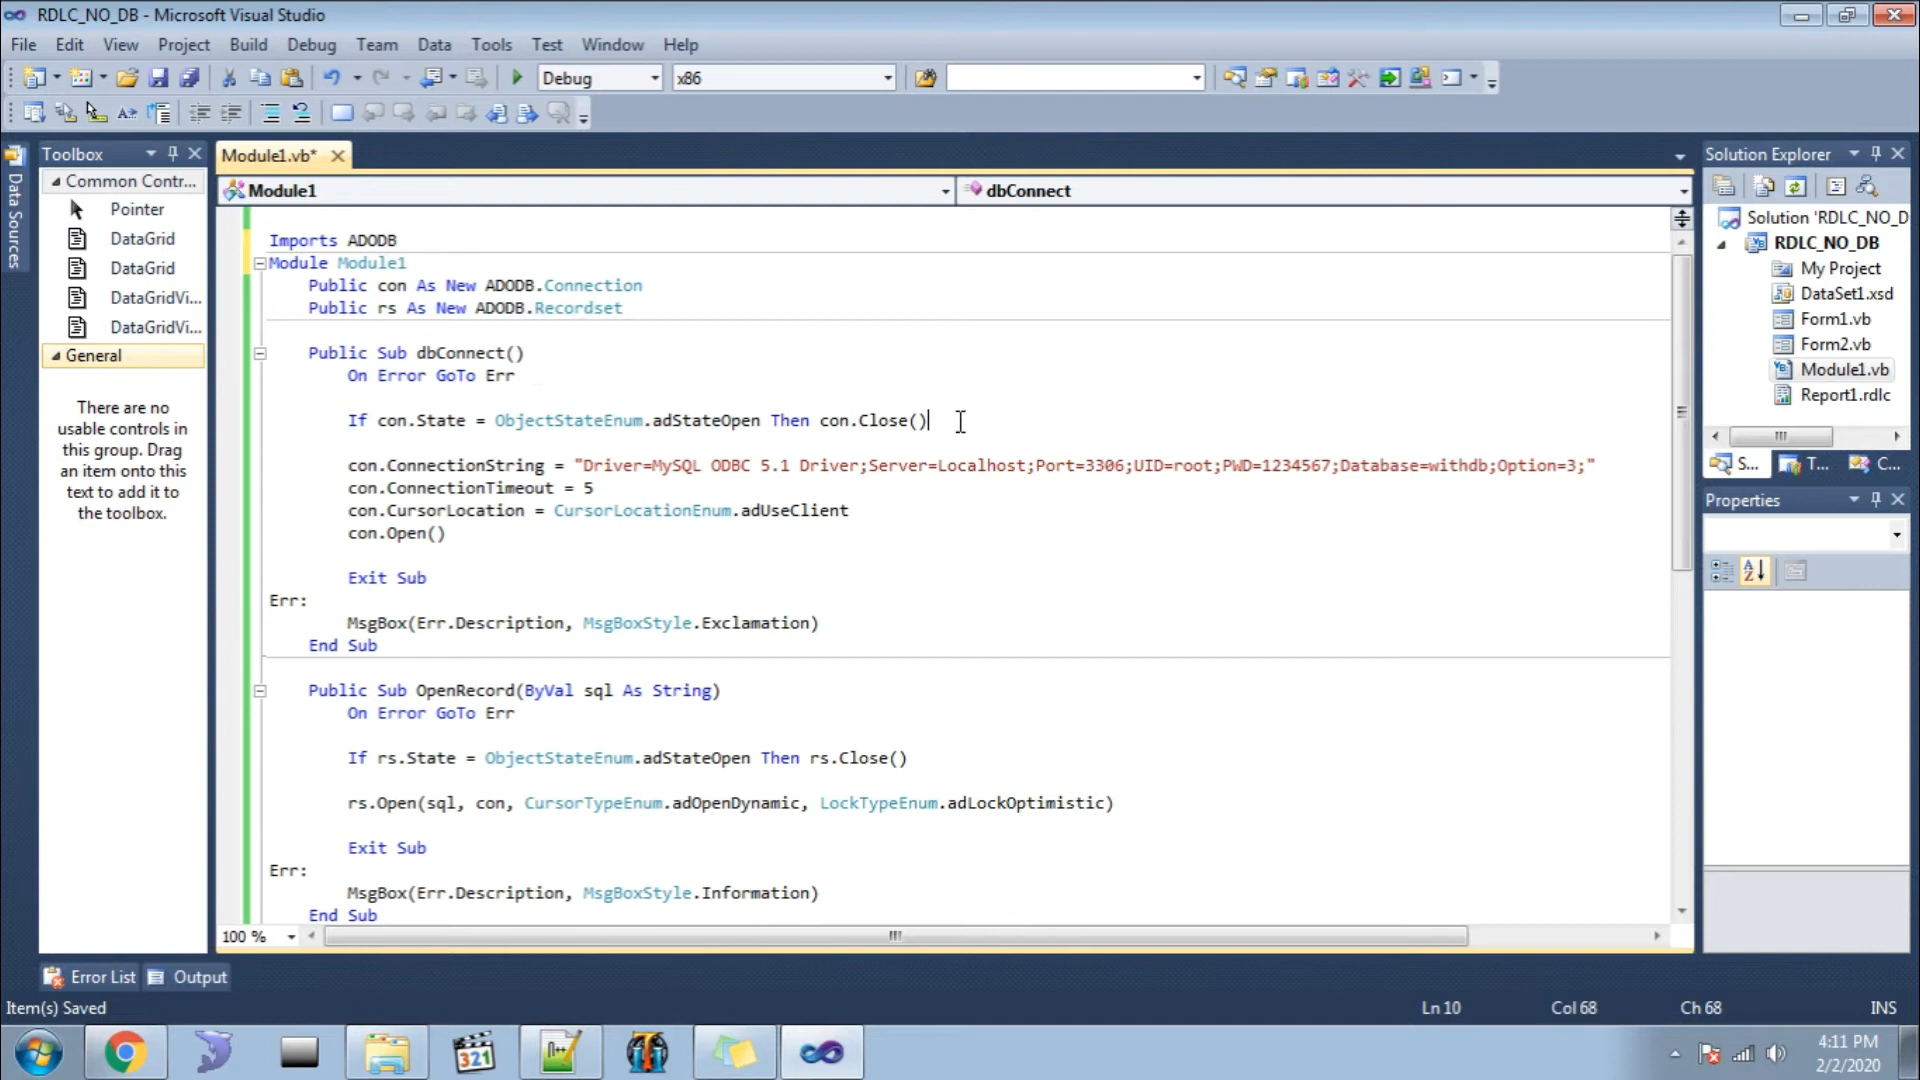 RDLC_NO_DB - Microsoft Visual Studio
File Edit View Project Build Debug Team Data Tools Test Window Help
Debug x86
Data Sources
Toolbox
Common Contr...
Pointer
DataGrid
DataGrid
DataGridVi...
DataGridVi...
General
There are no
usable controls in
this group. Drag
an item onto this
text to add it to
the toolbox.
Module1.vb*
Module1 dbConnect
Imports ADODB
Module Module1
Public con As New ADODB.Connection
Public rs As New ADODB.Recordset
Public Sub dbConnect()
On Error GoTo Err
If con.State = ObjectStateEnum.adStateOpen Then con.Close()
con.ConnectionString = "Driver=MySQL ODBC 5.1 Driver;Server=Localhost;Port=3306;UID=root;PWD=1234567;Database=withdb;Option=3;"
con.ConnectionTimeout = 5
con.CursorLocation = CursorLocationEnum.adUseClient
con.Open()
Exit Sub
Err:
MsgBox(Err.Description, MsgBoxStyle.Exclamation)
End Sub
Public Sub OpenRecord(ByVal sql As String)
On Error GoTo Err
If rs.State = ObjectStateEnum.adStateOpen Then rs.Close()
rs.Open(sql, con, CursorTypeEnum.adOpenDynamic, LockTypeEnum.adLockOptimistic)
Exit Sub
Err:
MsgBox(Err.Description, MsgBoxStyle.Information)
End Sub
100 %
Solution Explorer
Solution 'RDLC_NO_D
RDLC_NO_DB
My Project
DataSet1.xsd
Form1.vb
Form2.vb
Module1.vb
Report1.rdlc
S... T... C...
Properties
Error List Output
Item(s) Saved Ln 10 Col 68 Ch 68 INS
321
4:11 PM
2/2/2020